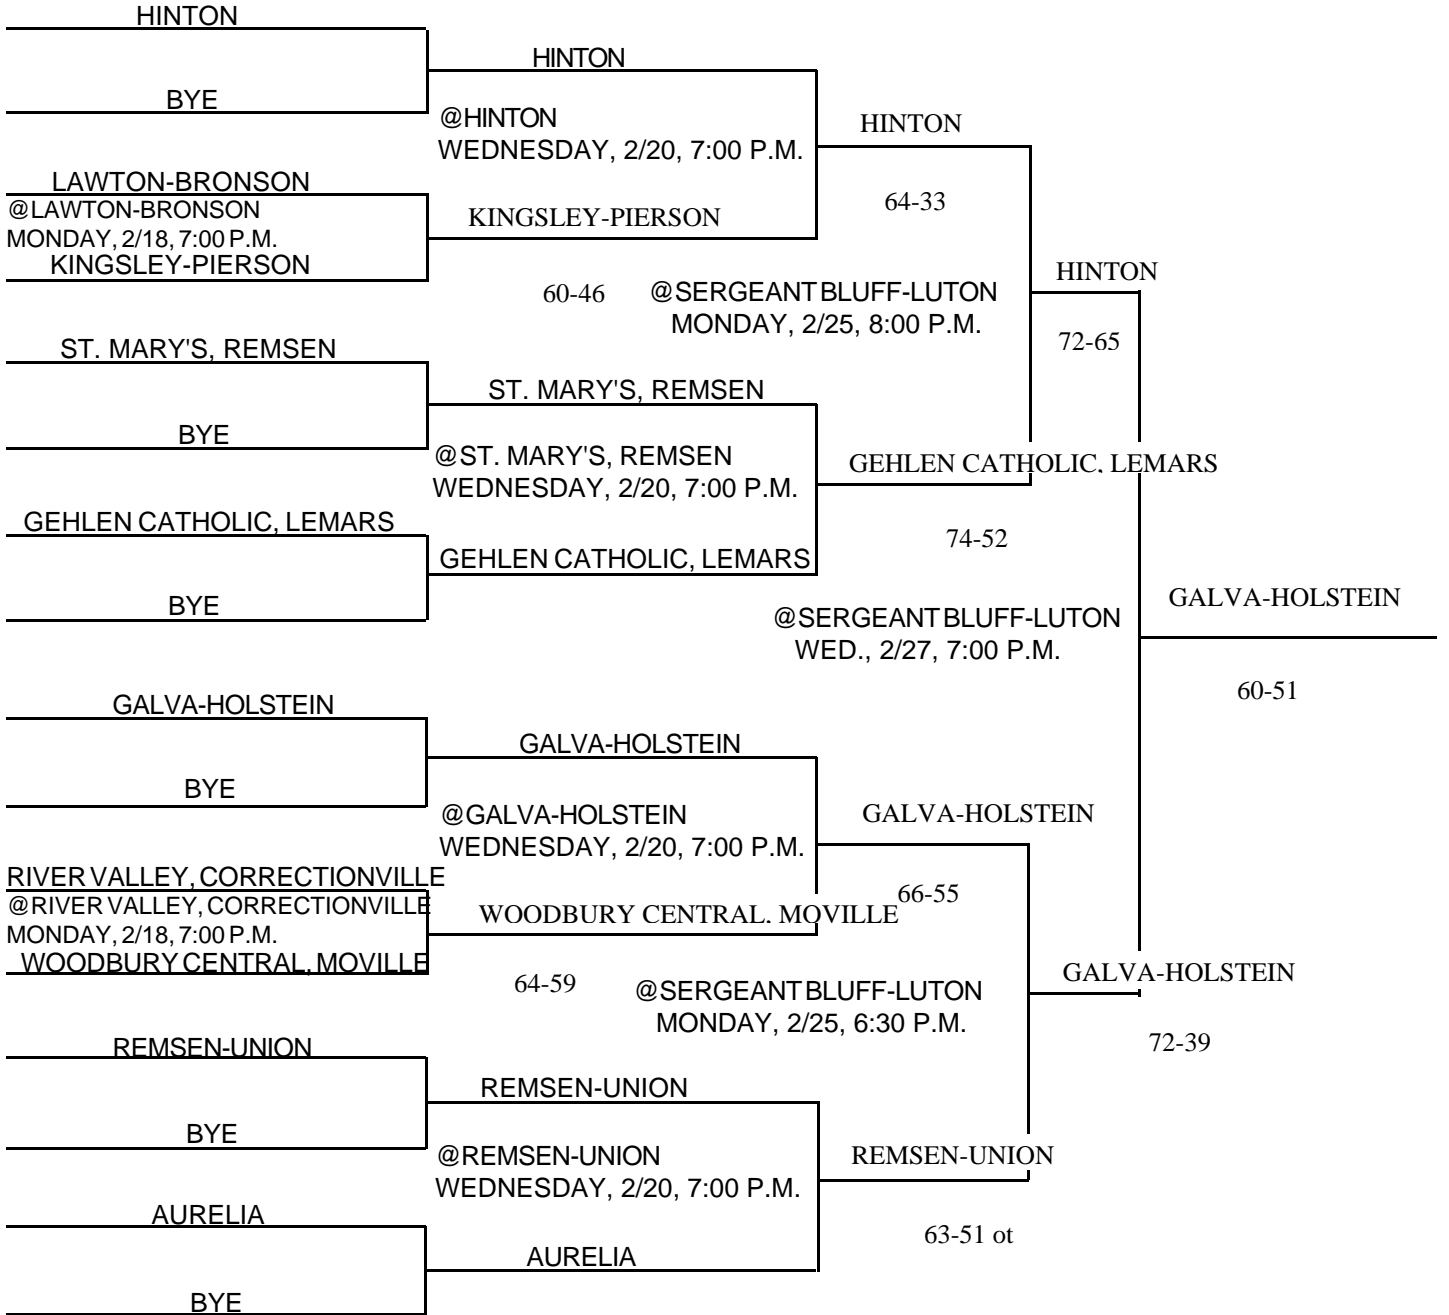 HINTON
HINTON
BYE
@HINTON
WEDNESDAY, 2/20, 7:00 P.M.
HINTON
LAWTON-BRONSON
@LAWTON-BRONSON
MONDAY, 2/18, 7:00 P.M.
KINGSLEY-PIERSON
KINGSLEY-PIERSON
64-33
60-46
@SERGEANT BLUFF-LUTON
MONDAY, 2/25, 8:00 P.M.
HINTON
72-65
ST. MARY'S, REMSEN
ST. MARY'S, REMSEN
BYE
@ST. MARY'S, REMSEN
WEDNESDAY, 2/20, 7:00 P.M.
GEHLEN CATHOLIC, LEMARS
GEHLEN CATHOLIC, LEMARS
GEHLEN CATHOLIC, LEMARS
74-52
BYE
@SERGEANT BLUFF-LUTON
WED., 2/27, 7:00 P.M.
GALVA-HOLSTEIN
60-51
GALVA-HOLSTEIN
GALVA-HOLSTEIN
BYE
@GALVA-HOLSTEIN
WEDNESDAY, 2/20, 7:00 P.M.
GALVA-HOLSTEIN
RIVER VALLEY, CORRECTIONVILLE
@RIVER VALLEY, CORRECTIONVILLE
MONDAY, 2/18, 7:00 P.M.
WOODBURY CENTRAL, MOVILLE
WOODBURY CENTRAL, MOVILLE
66-55
64-59
@SERGEANT BLUFF-LUTON
MONDAY, 2/25, 6:30 P.M.
GALVA-HOLSTEIN
72-39
REMSEN-UNION
REMSEN-UNION
BYE
@REMSEN-UNION
WEDNESDAY, 2/20, 7:00 P.M.
REMSEN-UNION
AURELIA
AURELIA
63-51 ot
BYE